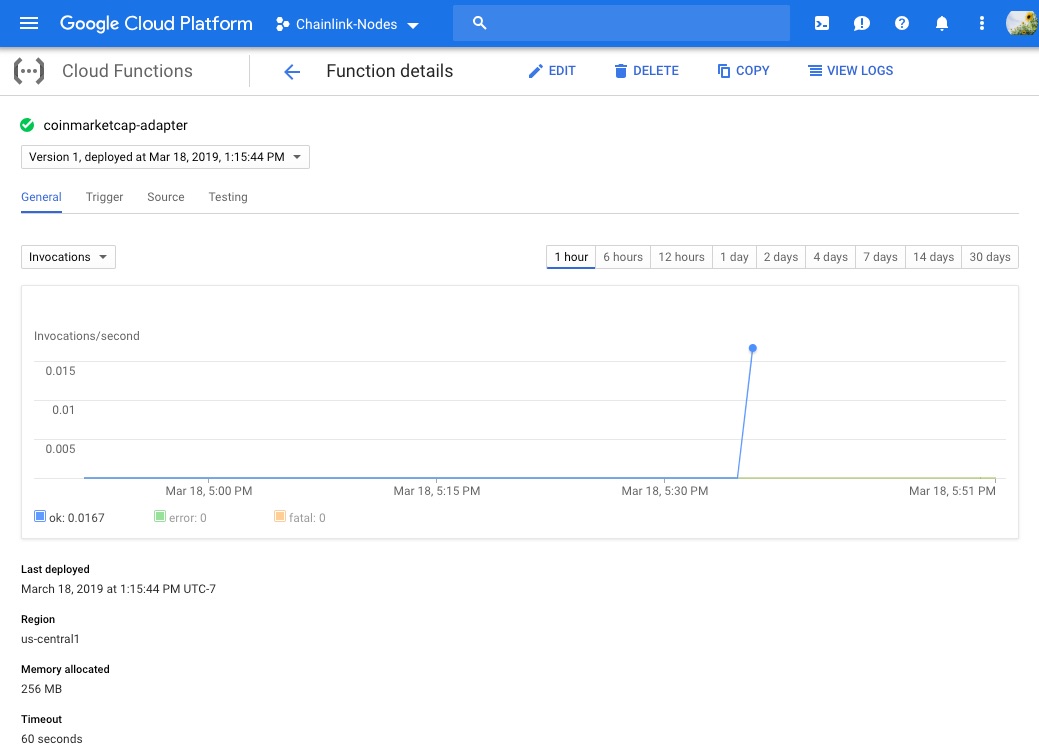 Google Cloud Platform Chainlink-Nodes
Cloud Functions Function details EDIT DELETE COPY VIEW LOGS
coinmarketcap-adapter
Version 1, deployed at Mar 18, 2019, 1:15:44 PM
General Trigger Source Testing
Invocations 1 hour 6 hours 12 hours 1 day 2 days 4 days 7 days 14 days 30 days
Invocations/second
0.015
0.01
0.005
Mar 18, 5:00 PM Mar 18, 5:15 PM Mar 18, 5:30 PM Mar 18, 5:51 PM
ok: 0.0167 error: 0 fatal: 0
Last deployed
March 18, 2019 at 1:15:44 PM UTC-7
Region
us-central1
Memory allocated
256 MB
Timeout
60 seconds